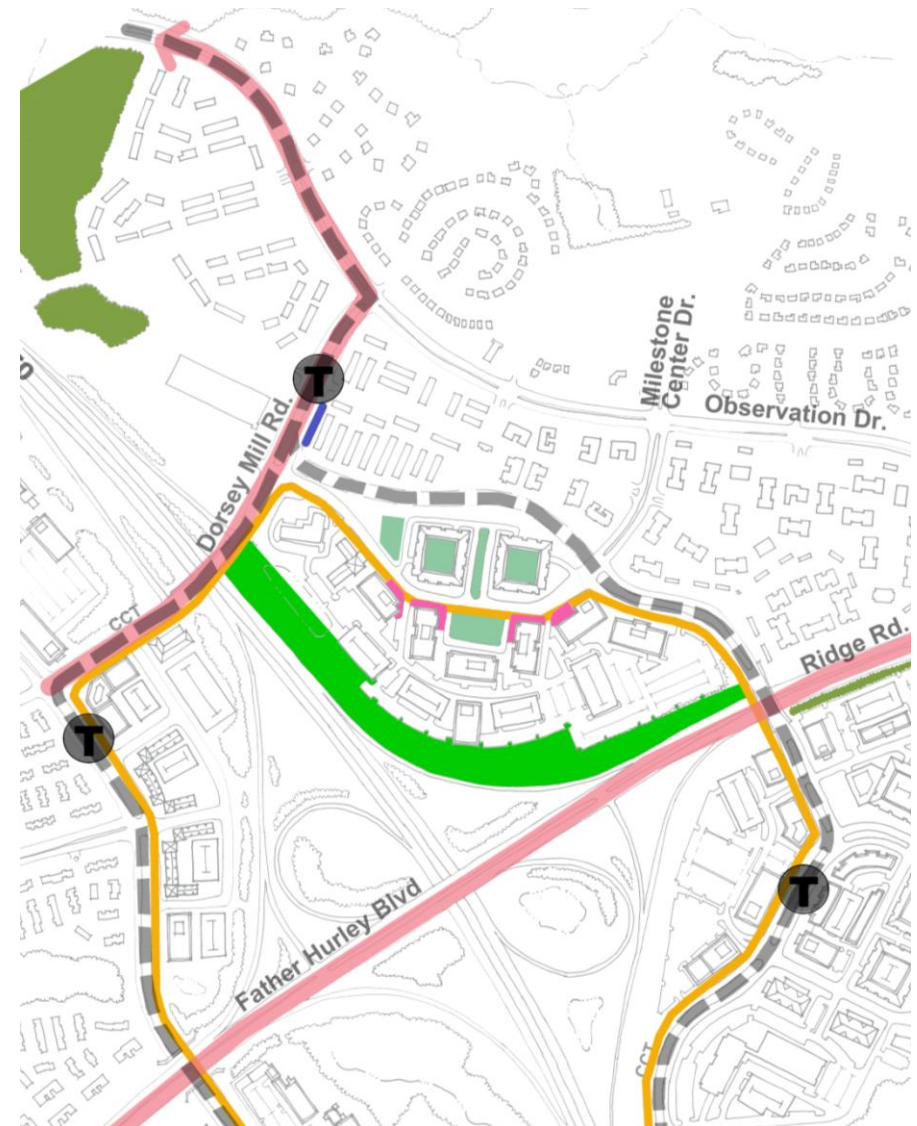 Milestone
Center Dr.
Observation Dr.
T
Dorsey Mill Rd.
CCT
Ridge Rd.
T
T
Father Hurley Blvd
CCT